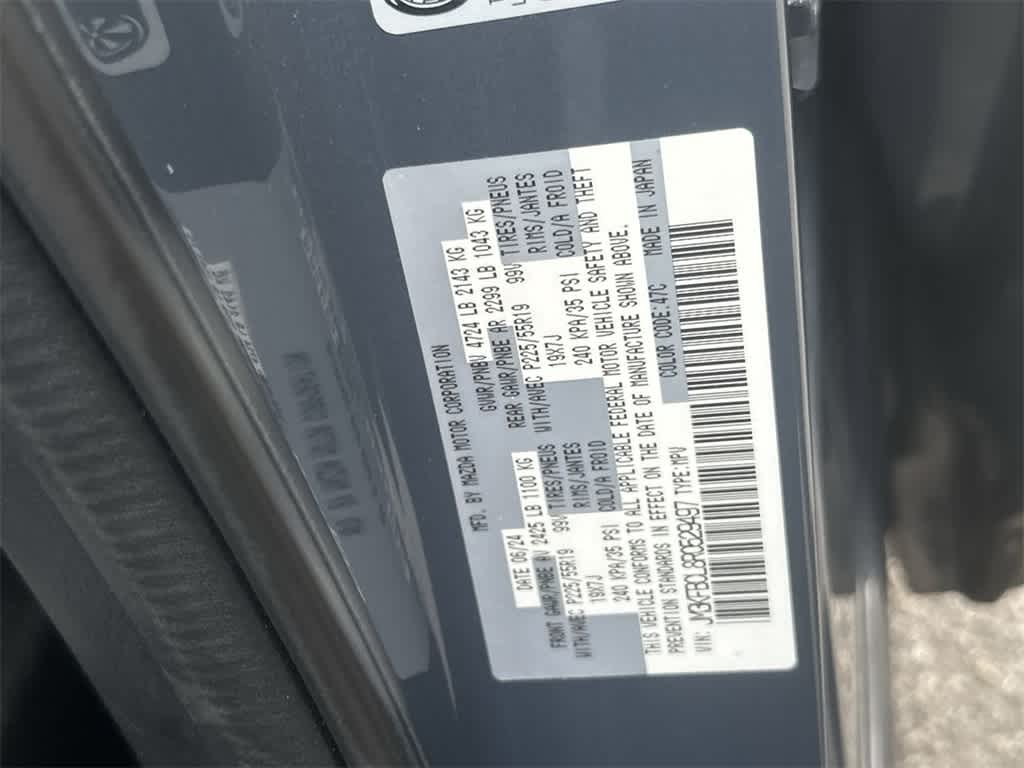 MFD. BY MAZDA MOTOR CORPORATION
DATE 06/24 GVWR/PNBV 4724 LB 2143 KG
FRONT GAWR/PNBE AV 2425 LB 1100 KG REAR GAWR/PNBE AR 2299 LB 1043 KG
WITH/AVEC P225/55R19 99V TIRES/PNEUS WITH/AVEC P225/55R19 99V TIRES/PNEUS
19X7J RIMS/JANTES 19X7J RIMS/JANTES
240 KPA/35 PSI COLD/A FROID 240 KPA/35 PSI COLD/A FROID
THIS VEHICLE CONFORMS TO ALL APPLICABLE FEDERAL MOTOR VEHICLE SAFETY AND THEFT
PREVENTION STANDARDS IN EFFECT ON THE DATE OF MANUFACTURE SHOWN ABOVE.
VIN: TYPE:MPV COLOR CODE:47C MADE IN JAPAN